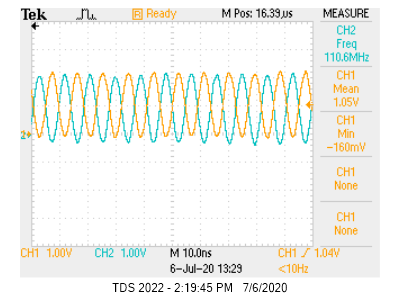 Tek R Ready M Pos: 16.39µs MEASURE
CH2
Freq
110.6MHz
CH1
Mean
1.05V
CH1
Min
-160mV
CH1
None
CH1
None
2
CH1 1.00V CH2 1.00V M 10.0ns CH1 1.04V
6-Jul-20 13:29 <10Hz
TDS 2022 - 2:19:45 PM 7/6/2020